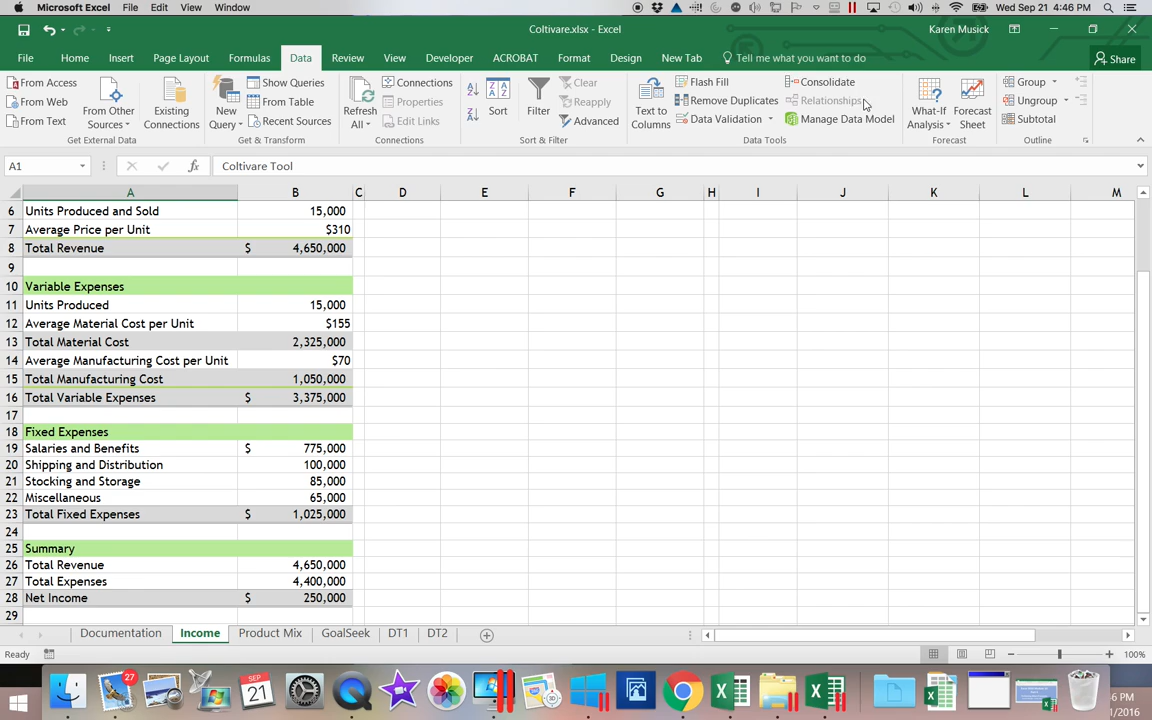 Microsoft Excel File Edit View Window Wed Sep 21 4:46 PM
Coltivare.xlsx - Excel Karen Musick
File Home Insert Page Layout Formulas Data Review View Developer ACROBAT Format Design New Tab Tell me what you want to do Share
From Access
From Web
From Text
From Other Sources
Existing Connections
Get External Data
New Query
Show Queries
From Table
Recent Sources
Get & Transform
Refresh All
Connections
Properties
Edit Links
Connections
Sort
Filter
Clear
Reapply
Advanced
Sort & Filter
Text to Columns
Flash Fill
Remove Duplicates
Data Validation
Consolidate
Relationships
Manage Data Model
Data Tools
What-If Analysis
Forecast Sheet
Forecast
Group
Ungroup
Subtotal
Outline
A1 fx Coltivare Tool
A B C D E F G H I J K L M
6 Units Produced and Sold 15,000
7 Average Price per Unit $310
8 Total Revenue $ 4,650,000
9
10 Variable Expenses
11 Units Produced 15,000
12 Average Material Cost per Unit $155
13 Total Material Cost 2,325,000
14 Average Manufacturing Cost per Unit $70
15 Total Manufacturing Cost 1,050,000
16 Total Variable Expenses $ 3,375,000
17
18 Fixed Expenses
19 Salaries and Benefits $ 775,000
20 Shipping and Distribution 100,000
21 Stocking and Storage 85,000
22 Miscellaneous 65,000
23 Total Fixed Expenses $ 1,025,000
24
25 Summary
26 Total Revenue 4,650,000
27 Total Expenses 4,400,000
28 Net Income $ 250,000
29
Documentation Income Product Mix GoalSeek DT1 DT2
Ready 100%
27
SEP
21